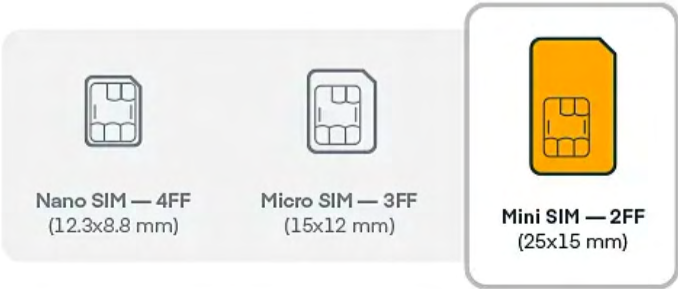 Nano SIM — 4FF
(12.3x8.8 mm)
Micro SIM — 3FF
(15x12 mm)
Mini SIM — 2FF
(25x15 mm)